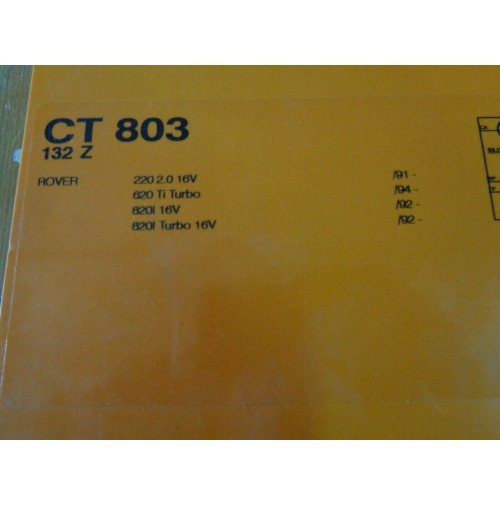 CT 803
132 Z
ROVER 220 2.0 16V /91 -
620 Ti Turbo /94 -
820i 16V /92 -
820i Turbo 16V /92 -
CA